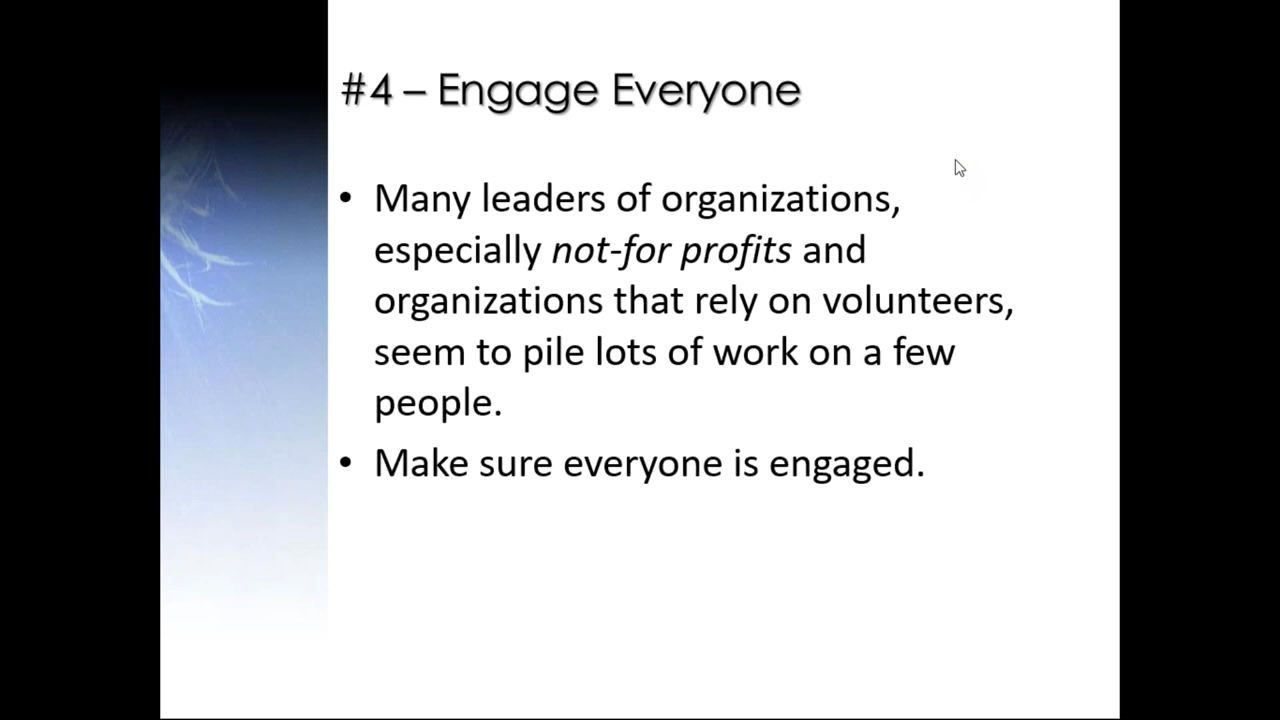 #4 – Engage Everyone
• Many leaders of organizations,
especially not-for profits and
organizations that rely on volunteers,
seem to pile lots of work on a few
people.
• Make sure everyone is engaged.